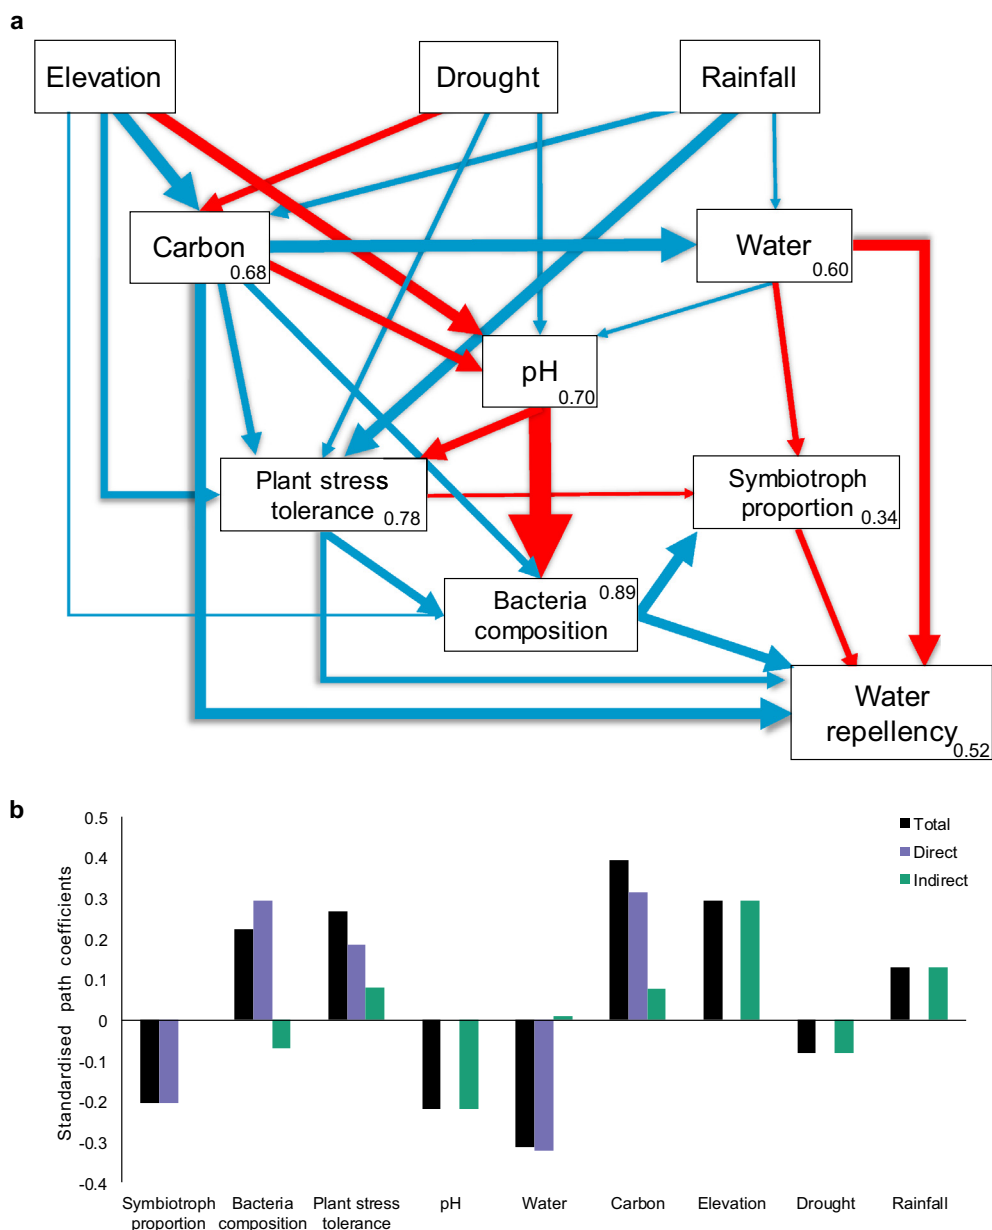 a
Elevation
Drought
Rainfall
Carbon
0.68
Water
0.60
pH
0.70
Plant stress
tolerance
0.78
Symbiotroph
proportion
0.34
Bacteria
composition
0.89
Water
repellency
0.52
b
Standardised path coefficients
0.5
0.4
0.3
0.2
0.1
0
-0.1
-0.2
-0.3
-0.4
Total
Direct
Indirect
Symbiotroph
proportion
Bacteria
composition
Plant stress
tolerance
pH
Water
Carbon
Elevation
Drought
Rainfall